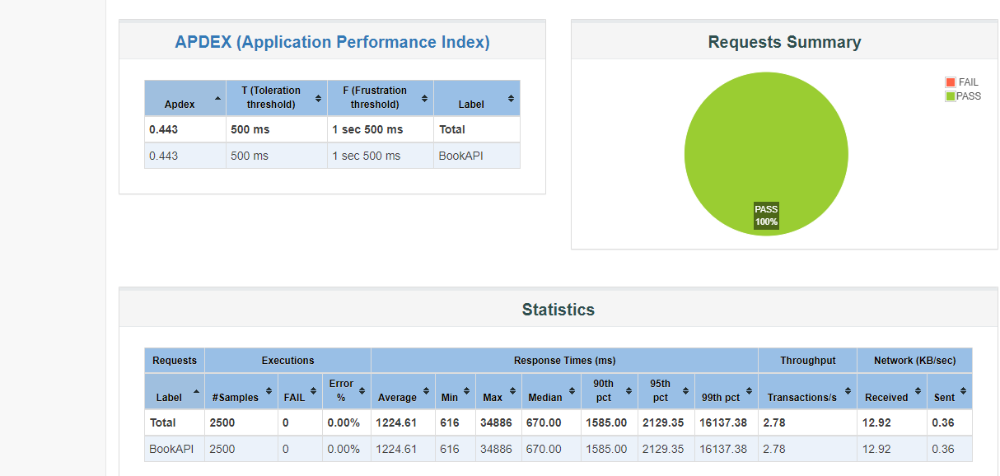 APDEX (Application Performance Index)
Apdex T (Toleration threshold) F (Frustration threshold) Label
0.443 500 ms 1 sec 500 ms Total
0.443 500 ms 1 sec 500 ms BookAPI
Requests Summary
FAIL
PASS
PASS
100%
Statistics
Requests Executions Response Times (ms) Throughput Network (KB/sec)
Label #Samples FAIL Error % Average Min Max Median 90th pct 95th pct 99th pct Transactions/s Received Sent
Total 2500 0 0.00% 1224.61 616 34886 670.00 1585.00 2129.35 16137.38 2.78 12.92 0.36
BookAPI 2500 0 0.00% 1224.61 616 34886 670.00 1585.00 2129.35 16137.38 2.78 12.92 0.36